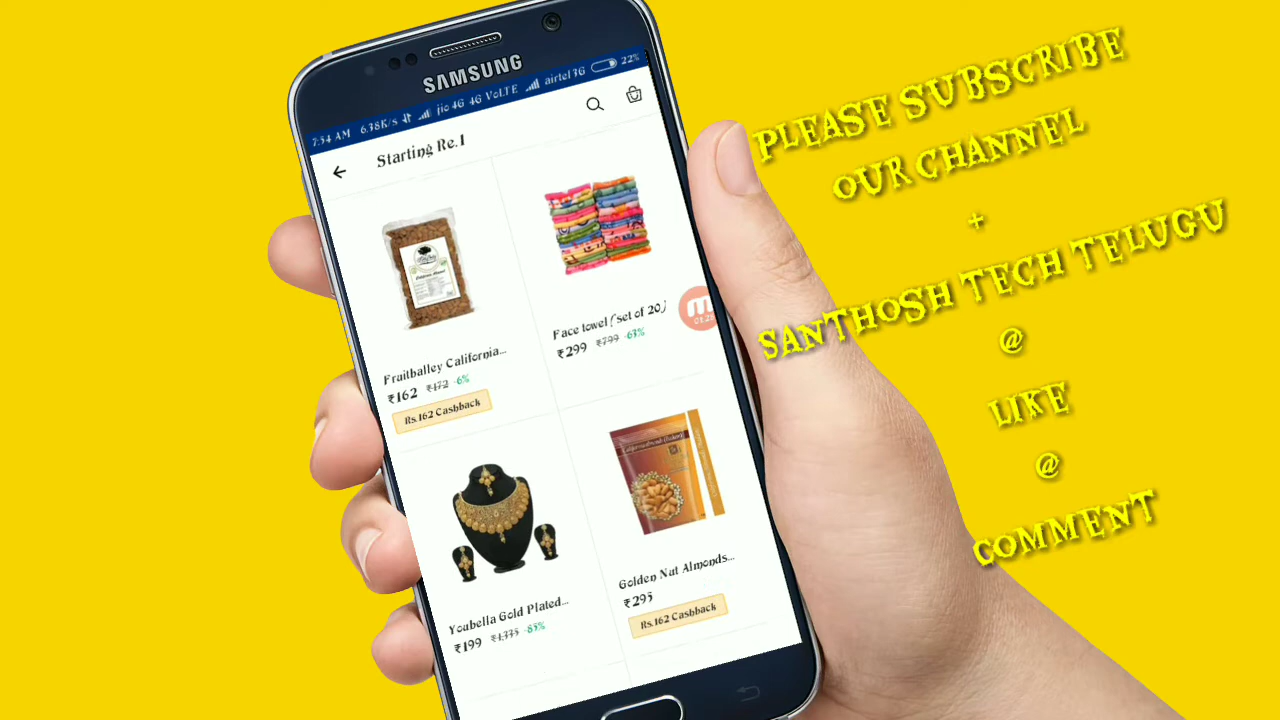 SAMSUNG
7:54 AM 6.38K/s jio 4G 4G VoLTE airtel 3G 22%
Starting Re.1
Fruitballey California...
₹162 ₹172 -6%
Rs.162 Cashback
Face towel (set of 20)
₹299 ₹799 -63%
Youbella Gold Plated...
₹199 ₹1,335 -85%
Golden Nut Almonds...
₹295
Rs.162 Cashback
PLEASE SUBSCRIBE
OUR CHANNEL
+
SANTHOSH TECH TELUGU
@
LIKE
@
COMMENT